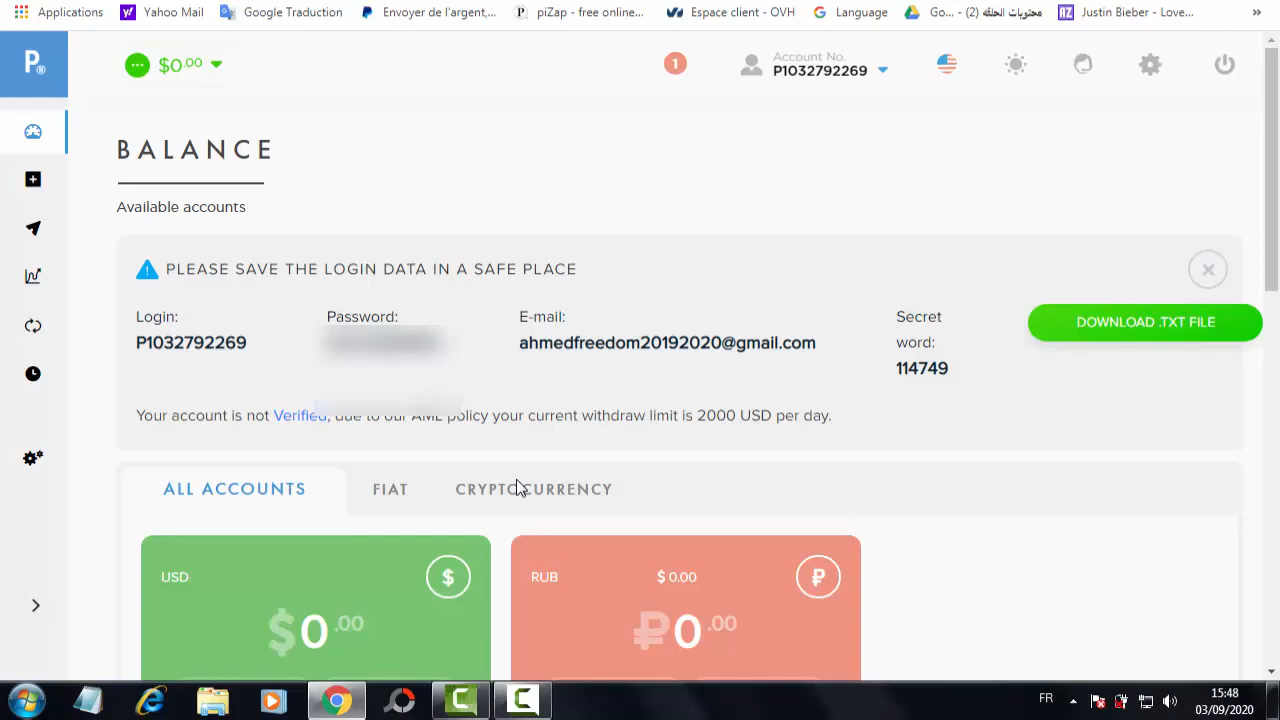 Applications Yahoo Mail Google Traduction Envoyer de l'argent,... piZap - free online... Espace client - OVH Language محتويات الحلقة (2) - ...Go Justin Bieber - Love... »
P
$0.00 1 Account No.
P1032792269
BALANCE
Available accounts
PLEASE SAVE THE LOGIN DATA IN A SAFE PLACE
Login: Password: E-mail: Secret word:
P1032792269 ahmedfreedom20192020@gmail.com 114749
DOWNLOAD .TXT FILE
Your account is not Verified, due to our AML policy your current withdraw limit is 2000 USD per day.
ALL ACCOUNTS FIAT CRYPTOCURRENCY
USD $ RUB $ 0.00 ₽
$0.00 ₽0.00
FR 15:48
03/09/2020